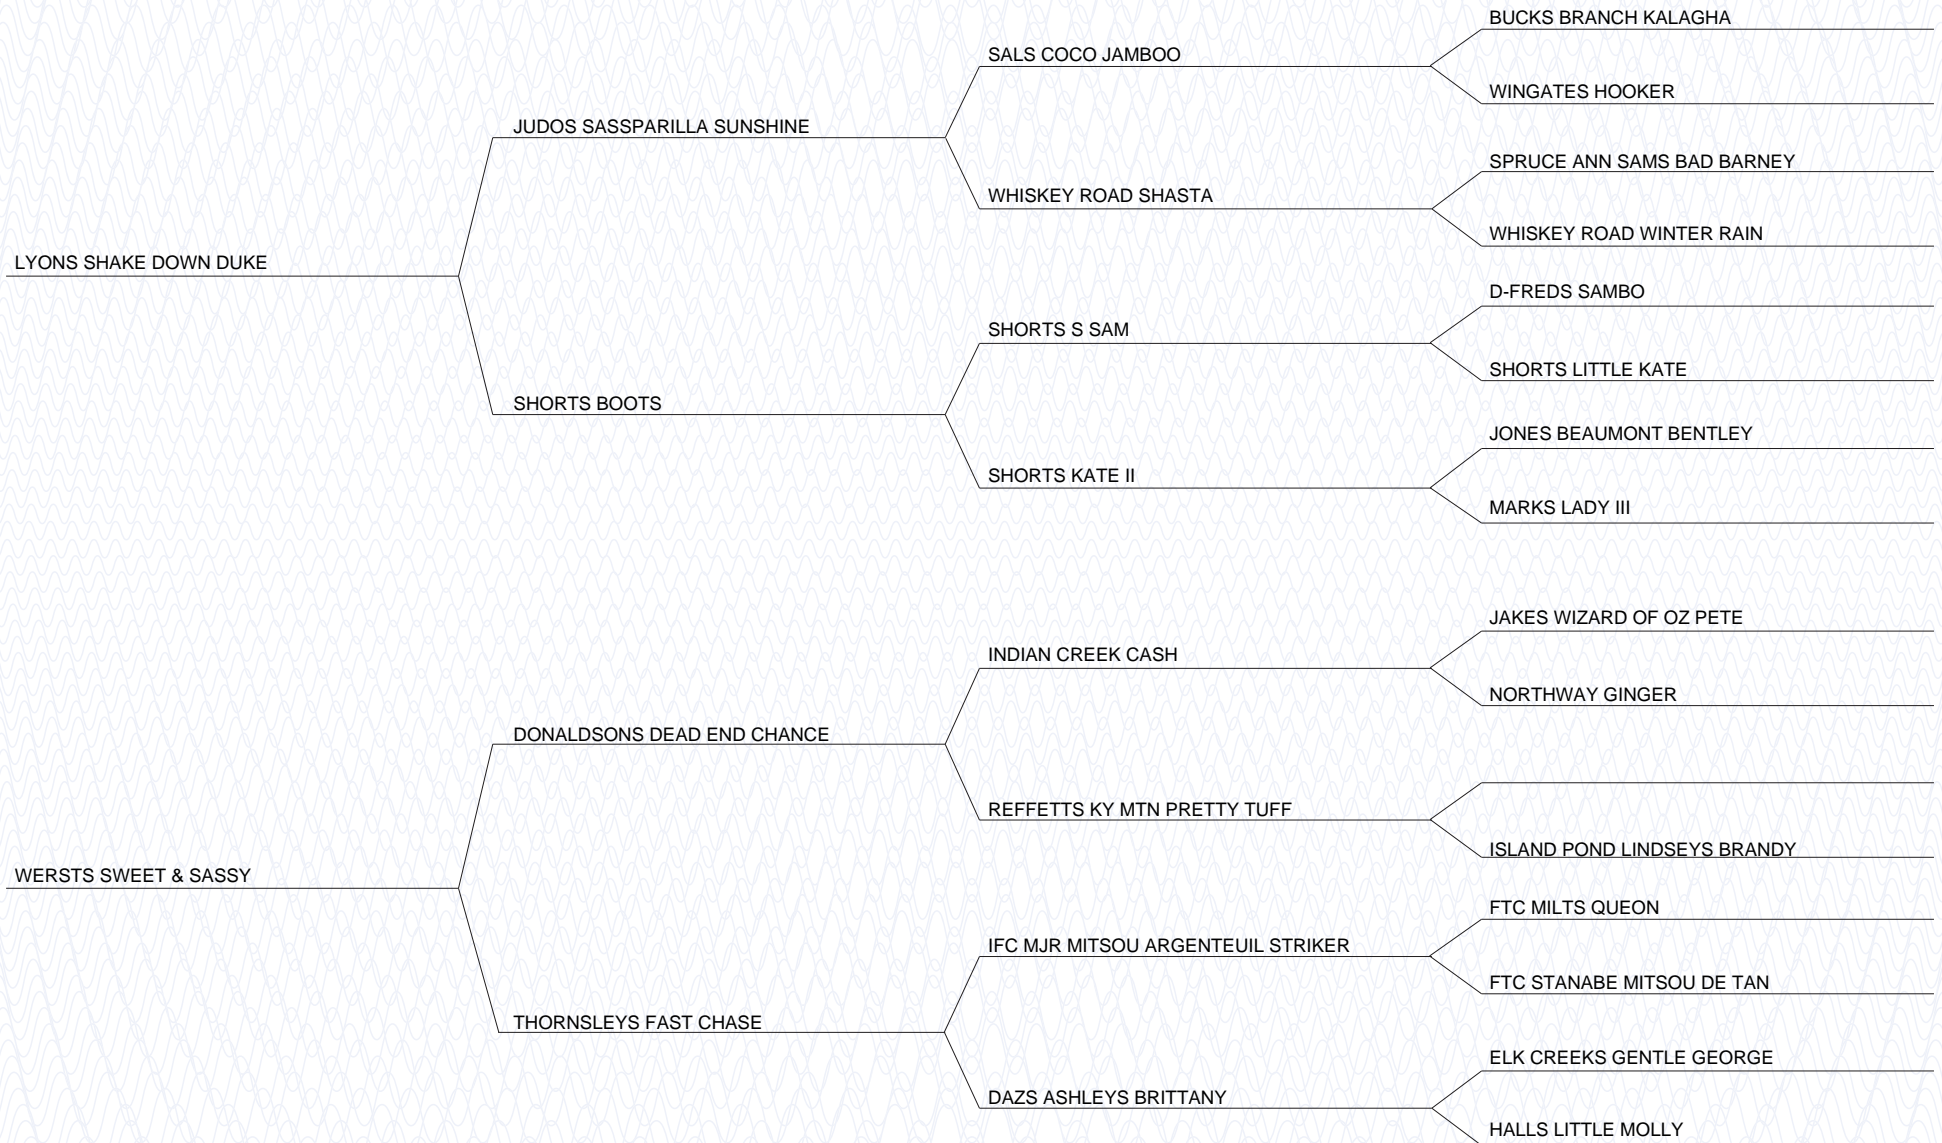 BUCKS BRANCH KALAGHA
SALS COCO JAMBOO
WINGATES HOOKER
JUDOS SASSPARILLA SUNSHINE
SPRUCE ANN SAMS BAD BARNEY
WHISKEY ROAD SHASTA
WHISKEY ROAD WINTER RAIN
LYONS SHAKE DOWN DUKE
D-FREDS SAMBO
SHORTS S SAM
SHORTS LITTLE KATE
SHORTS BOOTS
JONES BEAUMONT BENTLEY
SHORTS KATE II
MARKS LADY III
JAKES WIZARD OF OZ PETE
INDIAN CREEK CASH
NORTHWAY GINGER
DONALDSONS DEAD END CHANCE
REFFETTS KY MTN PRETTY TUFF
ISLAND POND LINDSEYS BRANDY
WERSTS SWEET & SASSY
FTC MILTS QUEON
IFC MJR MITSOU ARGENTEUIL STRIKER
FTC STANABE MITSOU DE TAN
THORNSLEYS FAST CHASE
ELK CREEKS GENTLE GEORGE
DAZS ASHLEYS BRITTANY
HALLS LITTLE MOLLY